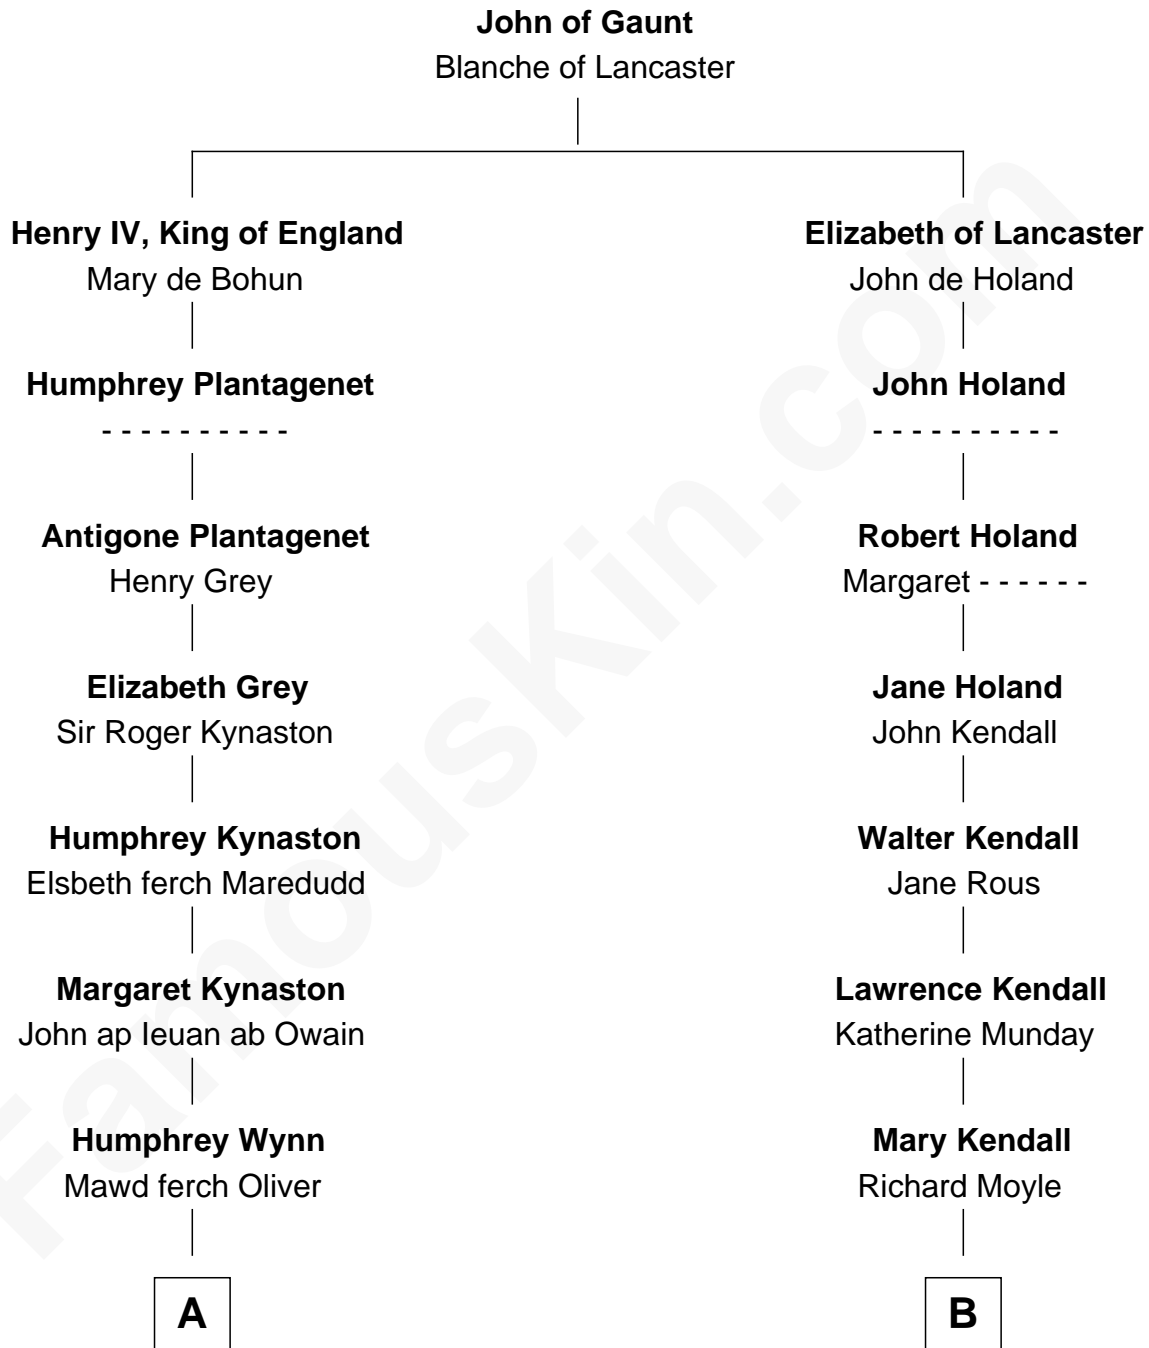 John of Gaunt
Blanche of Lancaster
Henry IV, King of England
Mary de Bohun
Humphrey Plantagenet
- - - - - - - - - -
Antigone Plantagenet
Henry Grey
Elizabeth Grey
Sir Roger Kynaston
Humphrey Kynaston
Elsbeth ferch Maredudd
Margaret Kynaston
John ap Ieuan ab Owain
Humphrey Wynn
Mawd ferch Oliver
A
Elizabeth of Lancaster
John de Holand
John Holand
- - - - - - - - - -
Robert Holand
Margaret - - - - - -
Jane Holand
John Kendall
Walter Kendall
Jane Rous
Lawrence Kendall
Katherine Munday
Mary Kendall
Richard Moyle
B
FamousKin.com